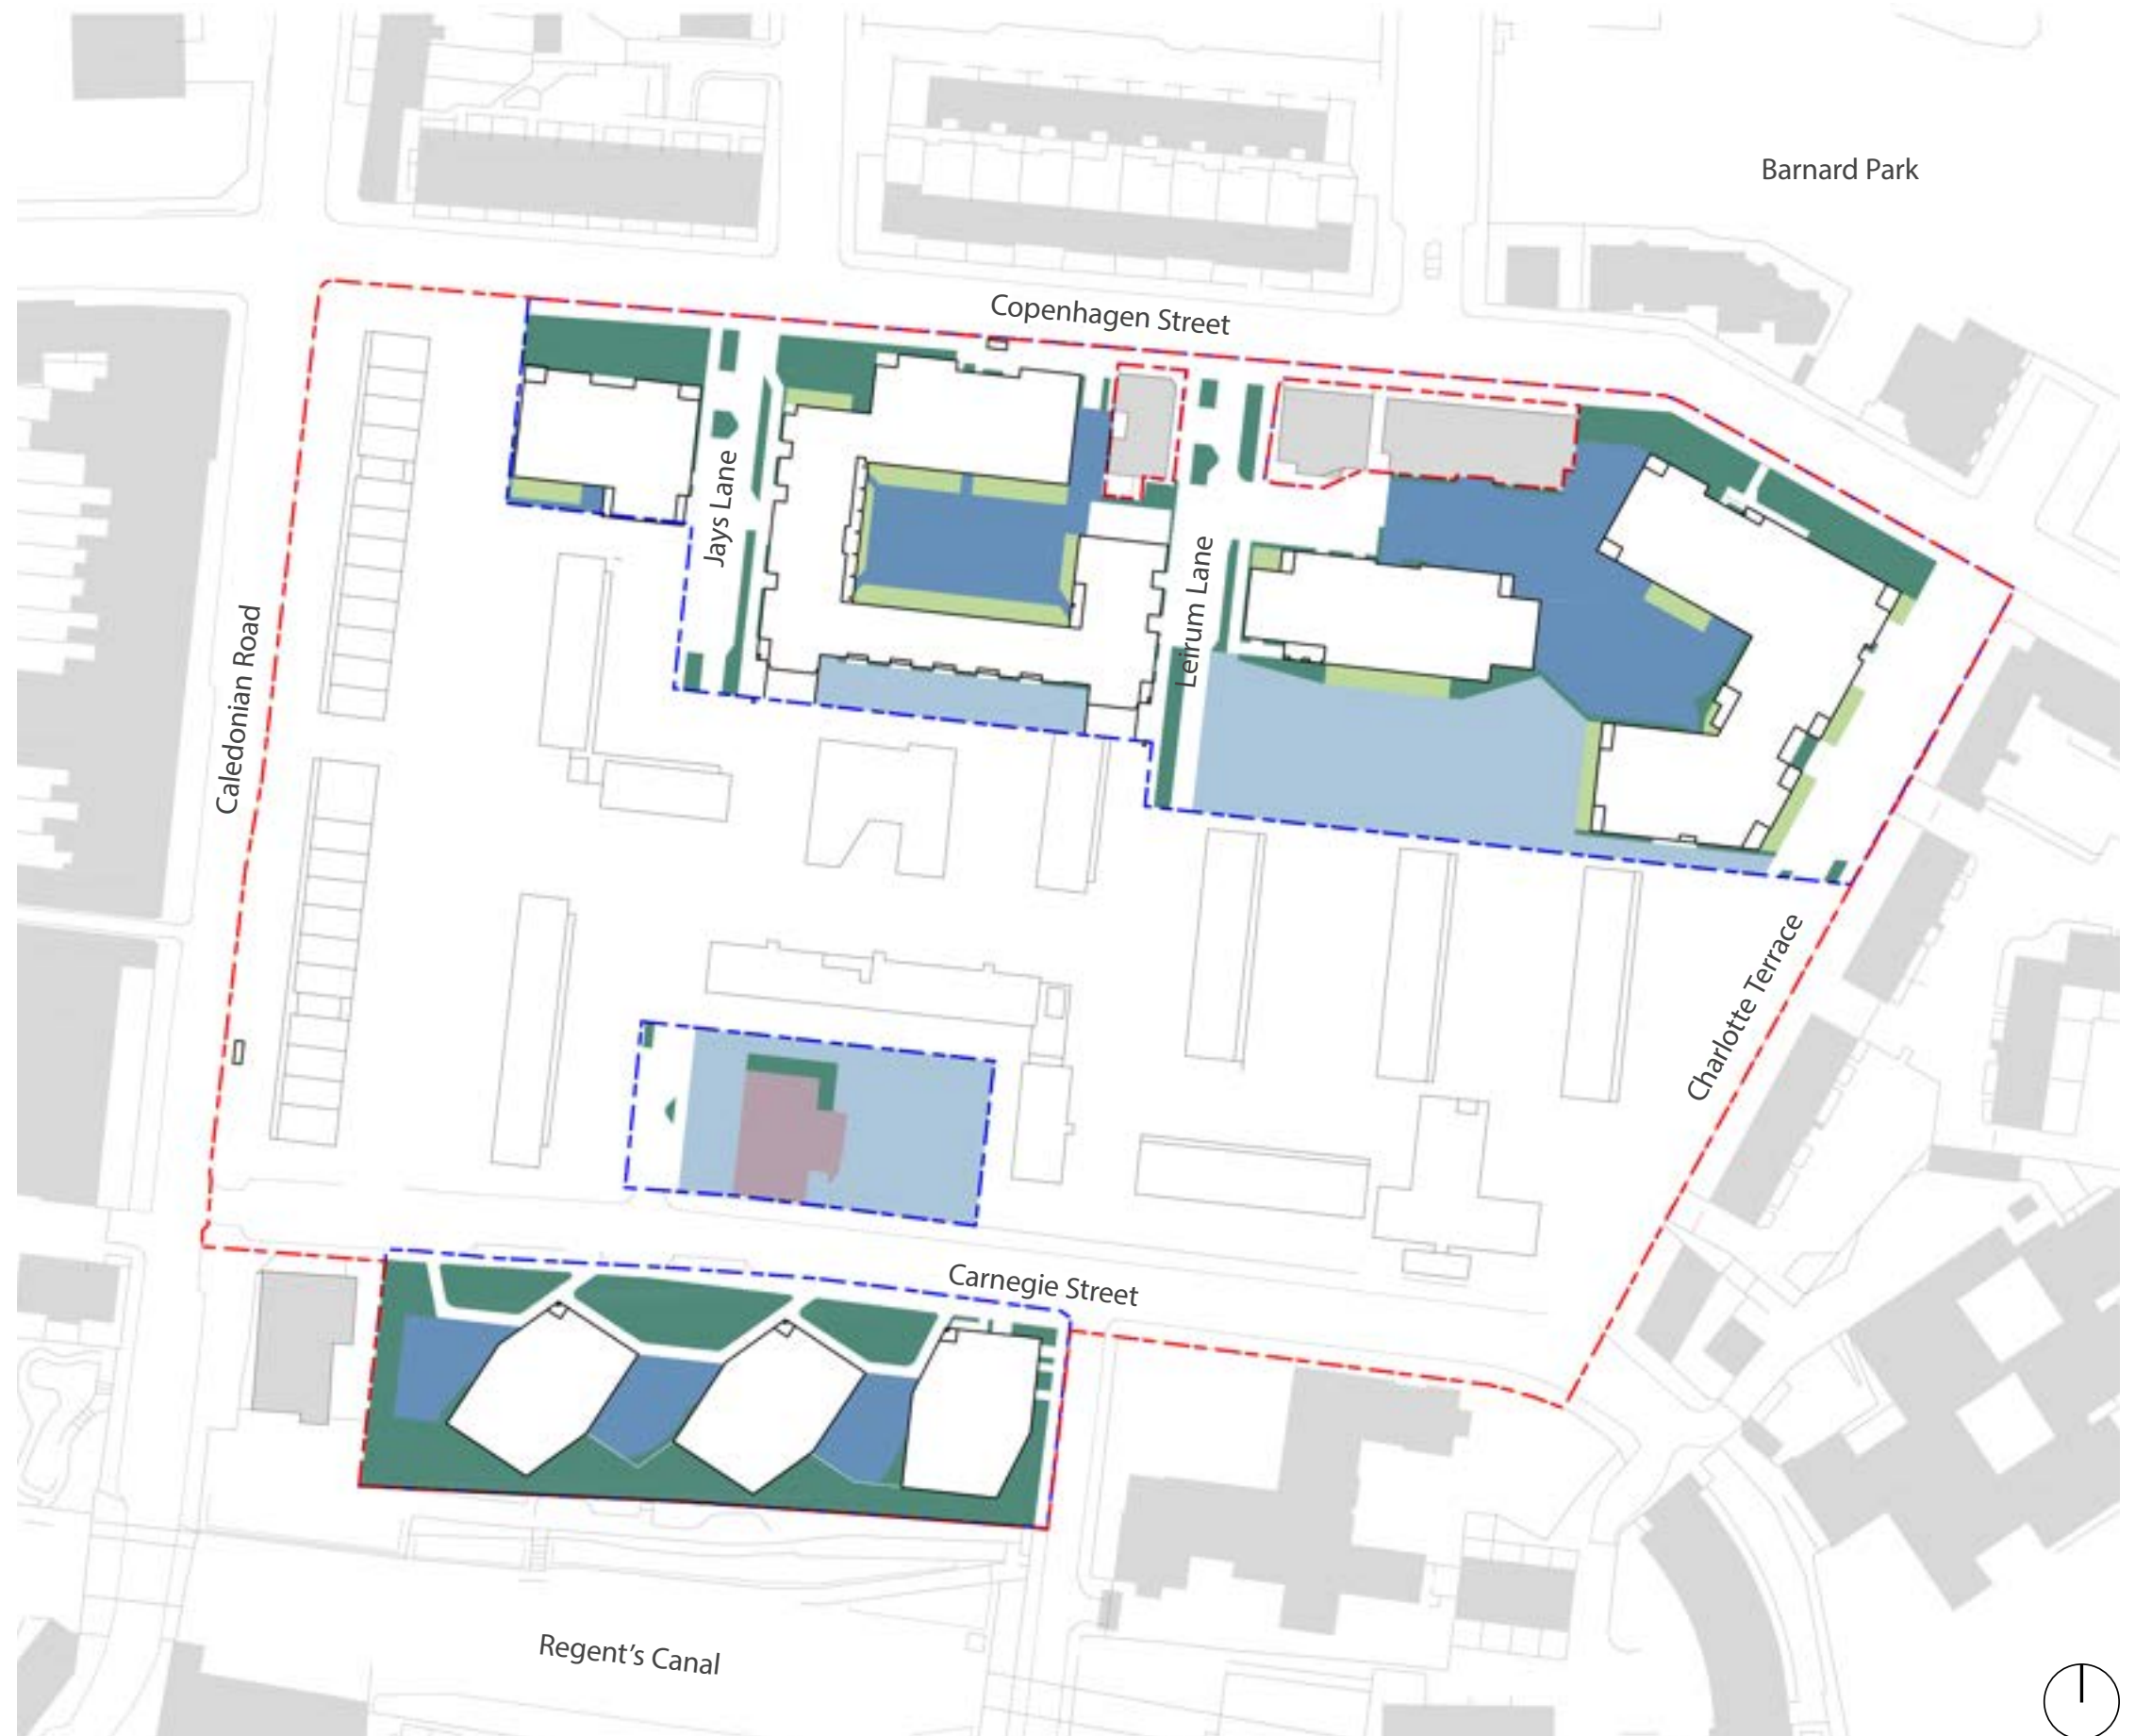 Barnard Park
Copenhagen Street
Jays Lane
Leirum Lane
Caledonian Road
Charlotte Terrace
Carnegie Street
Regent's Canal